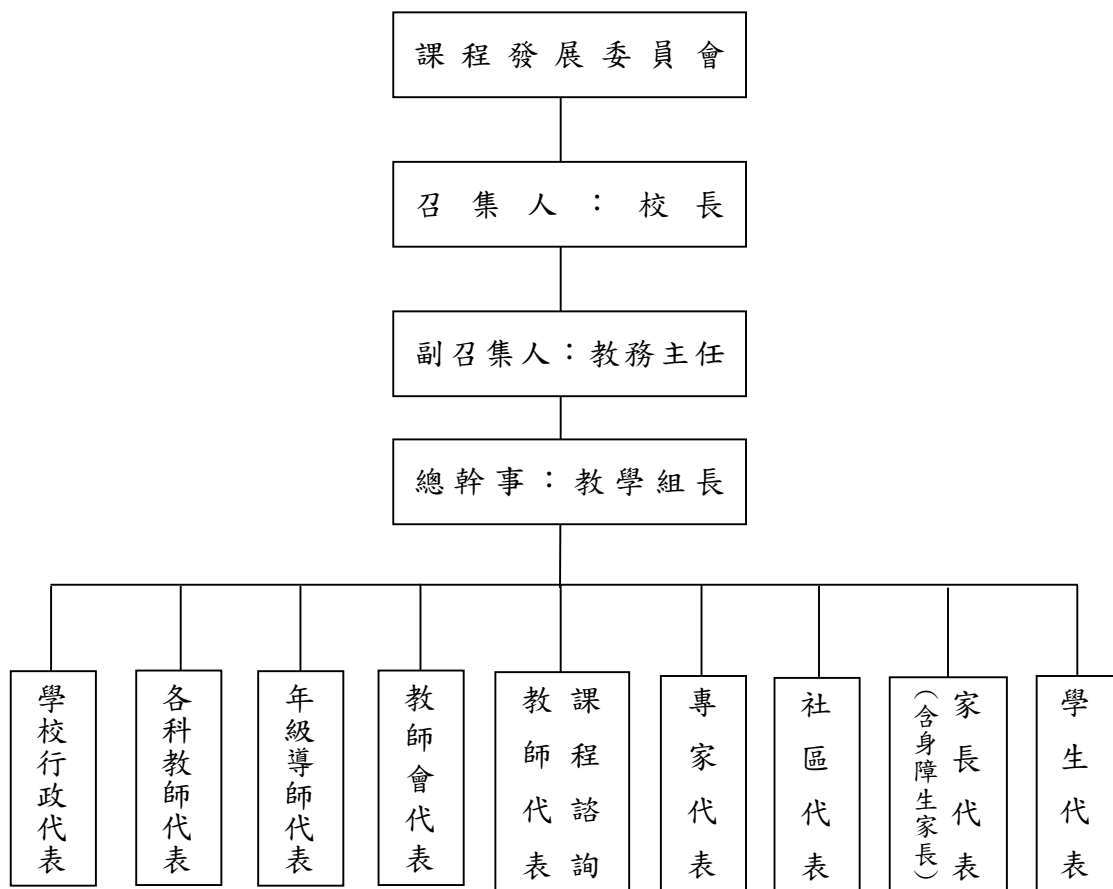 課程發展委員會
召集人：校長
副召集人：教務主任
總幹事：教學組長
學校行政代表
各科教師代表
年級導師代表
教師會代表
課程諮詢
教師代表
專家代表
社區代表
家長代表
(含身障生家長)
學生代表